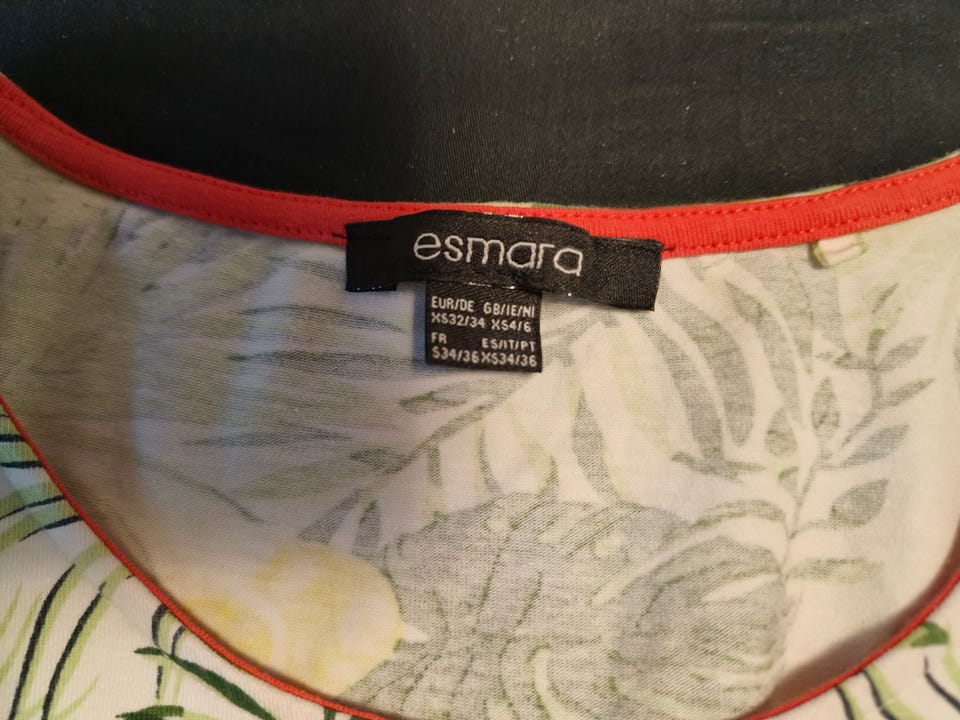 esmara
EUR/DE GB/IE/NI
XS32/34 XS4/6
FR ES/IT/PT
S34/36 XS34/36